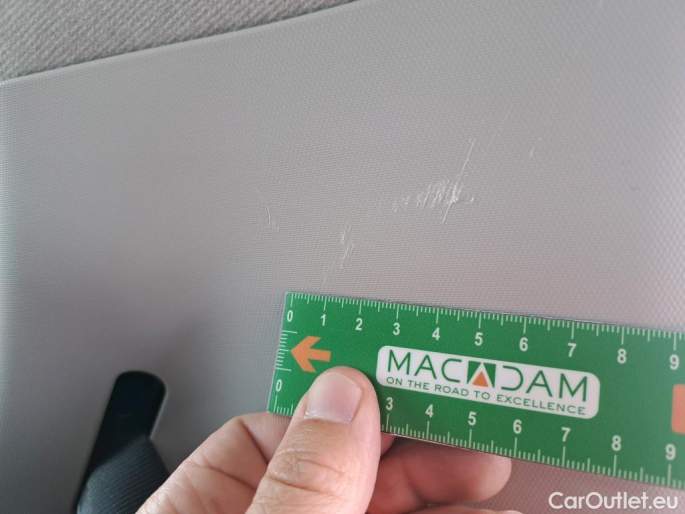 0 1 2 3 4 5 6 7 8 9
MACADAM
ON THE ROAD TO EXCELLENCE
0 3 4 5 6 7 8 9
CarOutlet.eu